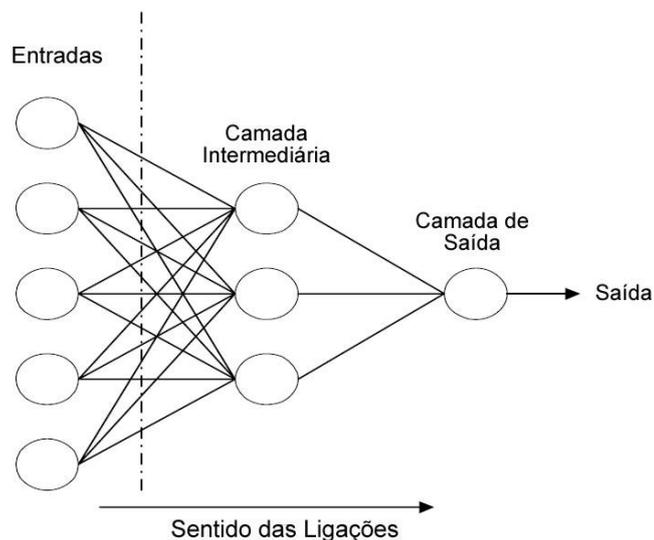 Entradas
Camada
Intermediária
Camada de
Saída
Saída
Sentido das Ligações